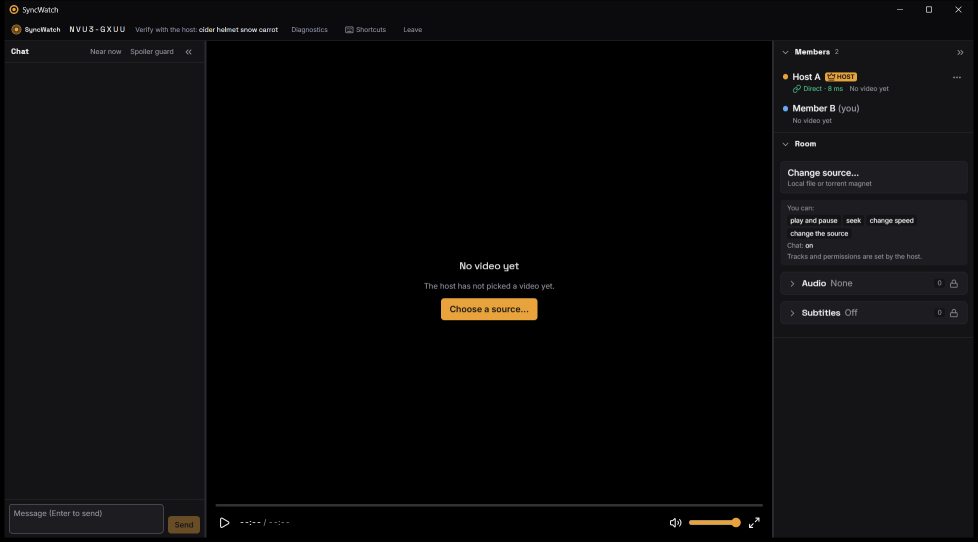 SyncWatch
SyncWatch NVU3-GXUU Verify with the host: cider helmet snow carrot Diagnostics Shortcuts Leave
Chat Near now Spoiler guard
Message (Enter to send)
Send
No video yet
The host has not picked a video yet.
Choose a source...
--:-- / --:--
Members 2
Host A HOST
Direct · 8 ms No video yet
Member B (you)
No video yet
Room
Change source...
Local file or torrent magnet
You can:
play and pause seek change speed
change the source
Chat: on
Tracks and permissions are set by the host.
Audio None 0
Subtitles Off 0